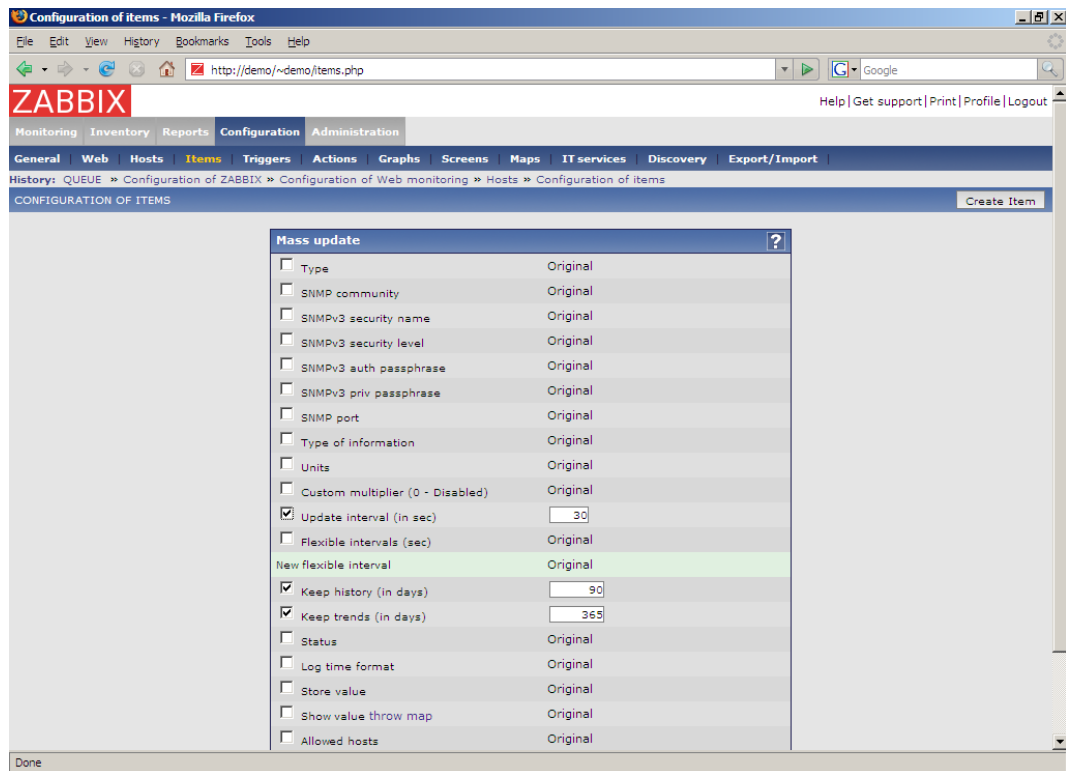 Configuration of items - Mozilla Firefox
File Edit View History Bookmarks Tools Help
http://demo/~demo/items.php
G Google
ZABBIX
Help|Get support|Print|Profile|Logout
Monitoring Inventory Reports Configuration Administration
General Web Hosts Items Triggers Actions Graphs Screens Maps IT services Discovery Export/Import
History: QUEUE » Configuration of ZABBIX » Configuration of Web monitoring » Hosts » Configuration of items
CONFIGURATION OF ITEMS Create Item
Mass update ?
Type Original
SNMP community Original
SNMPv3 security name Original
SNMPv3 security level Original
SNMPv3 auth passphrase Original
SNMPv3 priv passphrase Original
SNMP port Original
Type of information Original
Units Original
Custom multiplier (0 - Disabled) Original
Update interval (in sec) 30
Flexible intervals (sec) Original
New flexible interval Original
Keep history (in days) 90
Keep trends (in days) 365
Status Original
Log time format Original
Store value Original
Show value throw map Original
Allowed hosts Original
Done